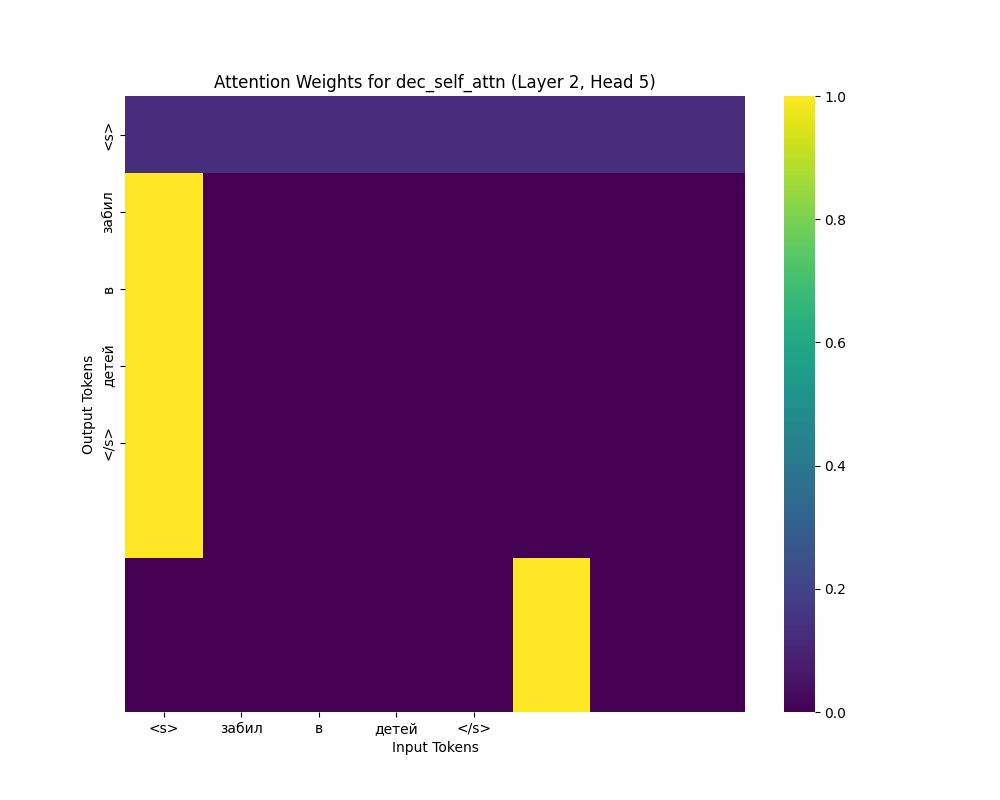 Attention Weights for dec_self_attn (Layer 2, Head 5)
Output Tokens
<s>
забил
в
детей
</s>
<s> забил в детей </s>
Input Tokens
1.0
0.8
0.6
0.4
0.2
0.0